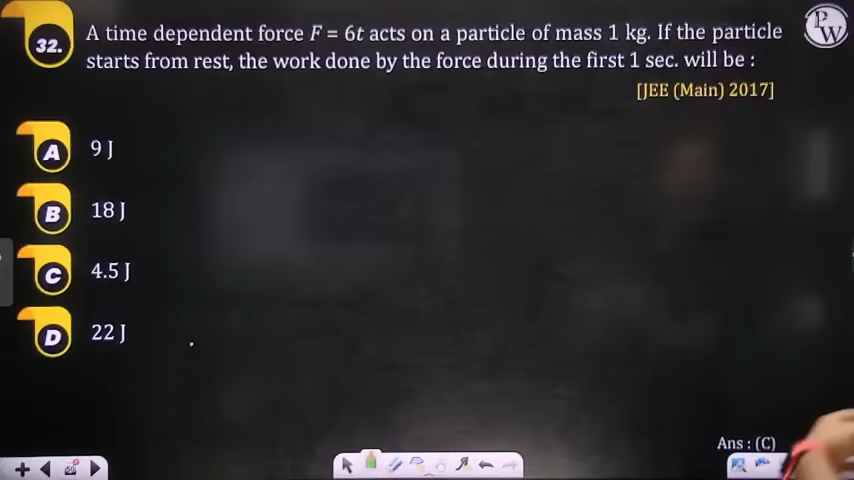 32.
A time dependent force F = 6t acts on a particle of mass 1 kg. If the particle
starts from rest, the work done by the force during the first 1 sec. will be :
[JEE (Main) 2017]
A 9 J
B 18 J
C 4.5 J
D 22 J
Ans : (C)
P
W